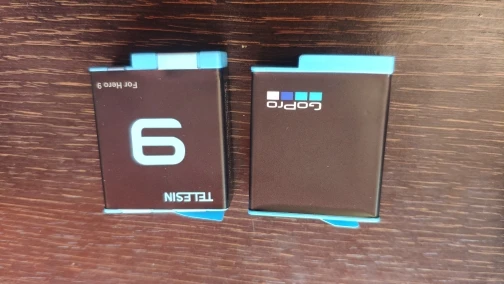 GoPro
TELESIN
9
For Hero 9